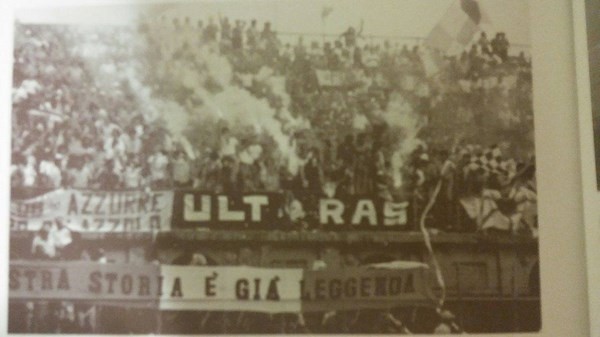 AZZURRE
ULTRAS
STRA STORIA È GIÀ LEGGENDA